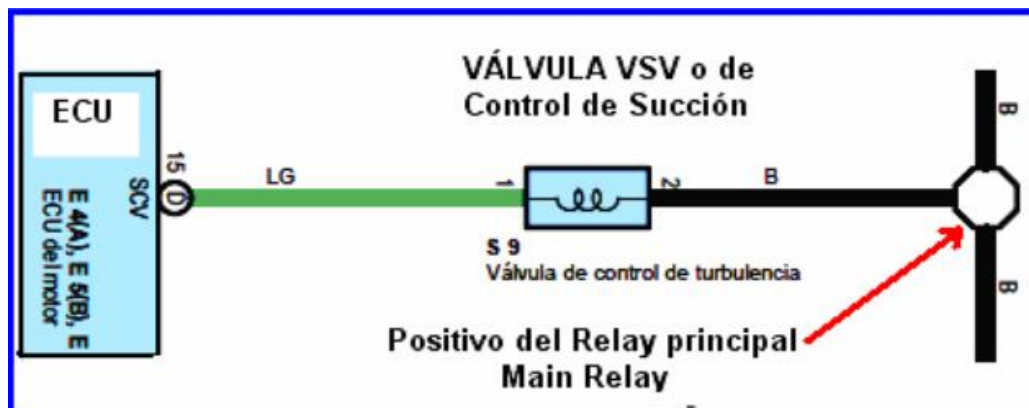 VÁLVULA VSV o de
Control de Succión
ECU
15
D
SCV
E 4(A), E 5(B), E
ECU del motor
LG
1
2
B
B
B
S 9
Válvula de control de turbulencia
Positivo del Relay principal
Main Relay